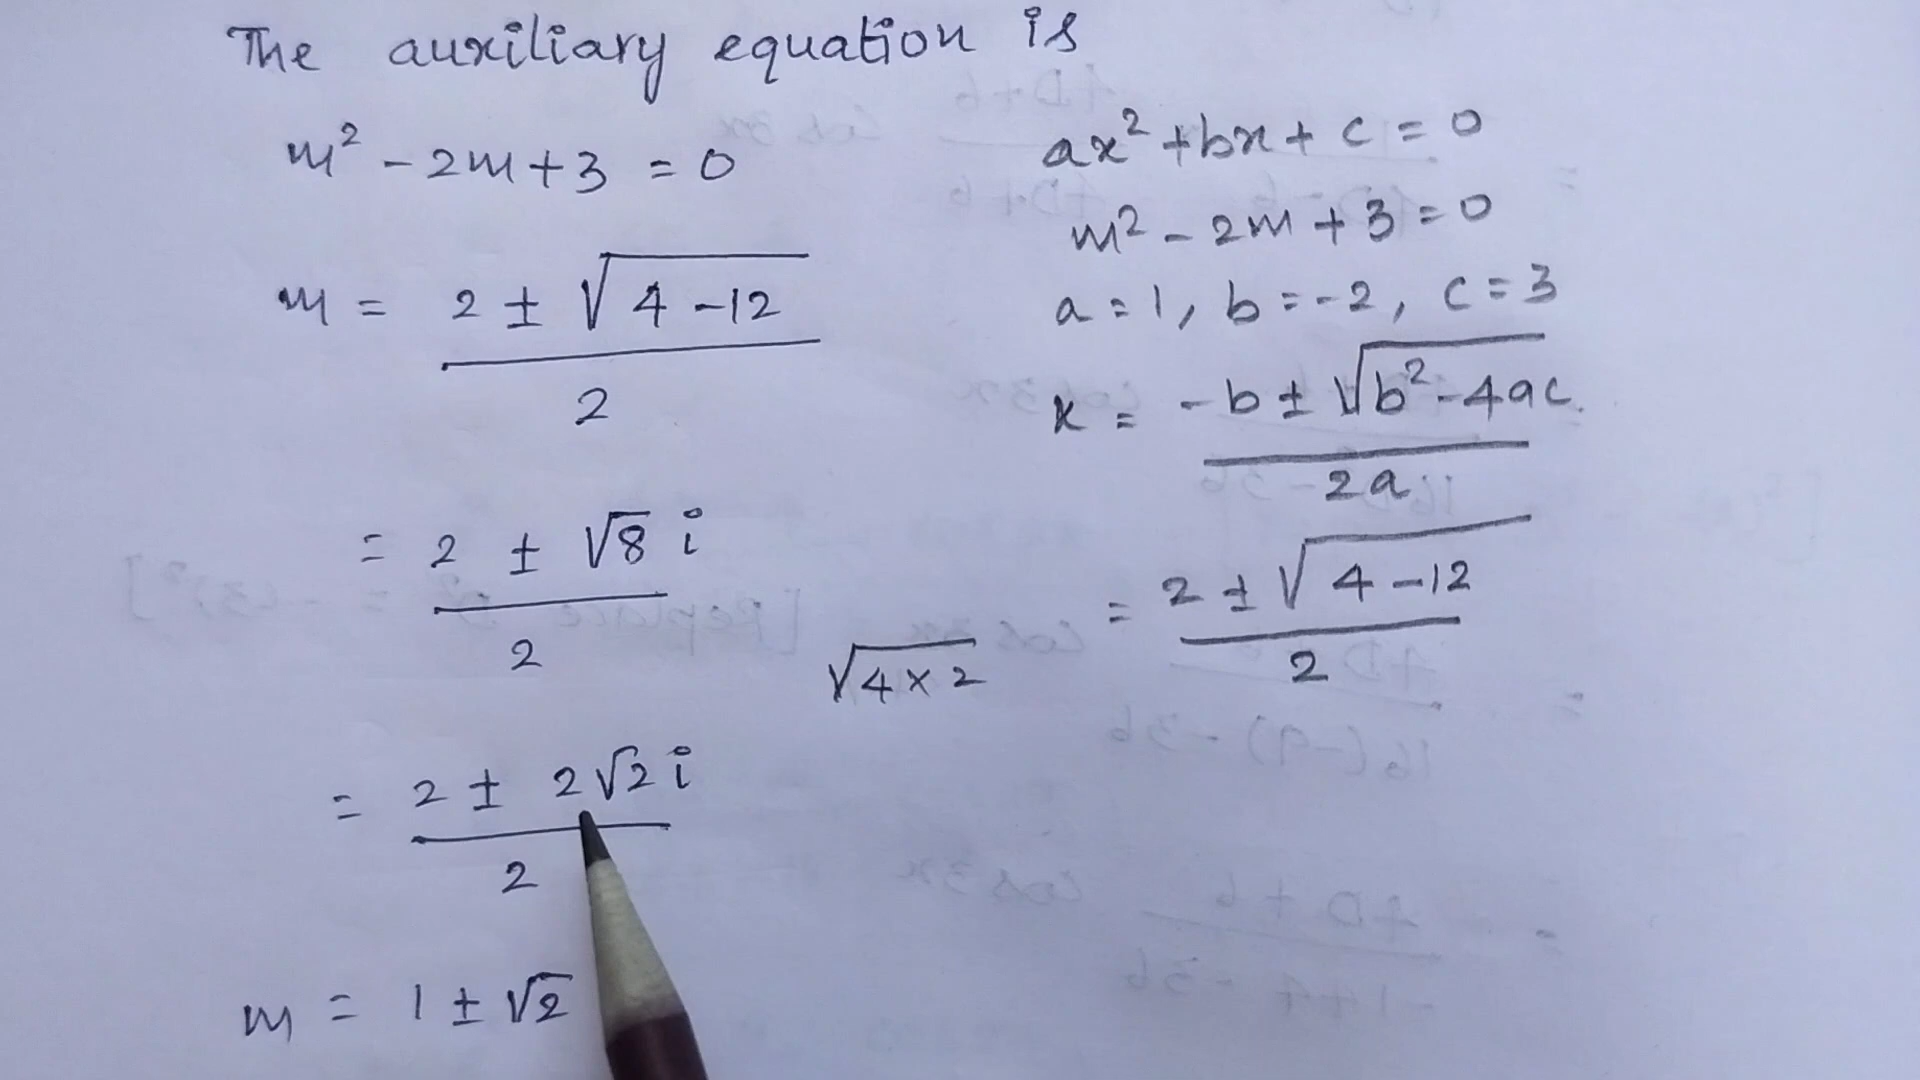 The auxiliary equation is
m² - 2m + 3 = 0
m = 2 ± √(4 - 12) / 2
= 2 ± √8 i / 2
= 2 ± 2√2 i / 2
m = 1 ± √2
ax² + bx + c = 0
m² - 2m + 3 = 0
a = 1, b = -2, c = 3
x = -b ± √(b² - 4ac) / 2a
= 2 ± √(4 - 12) / 2
√(4 × 2)